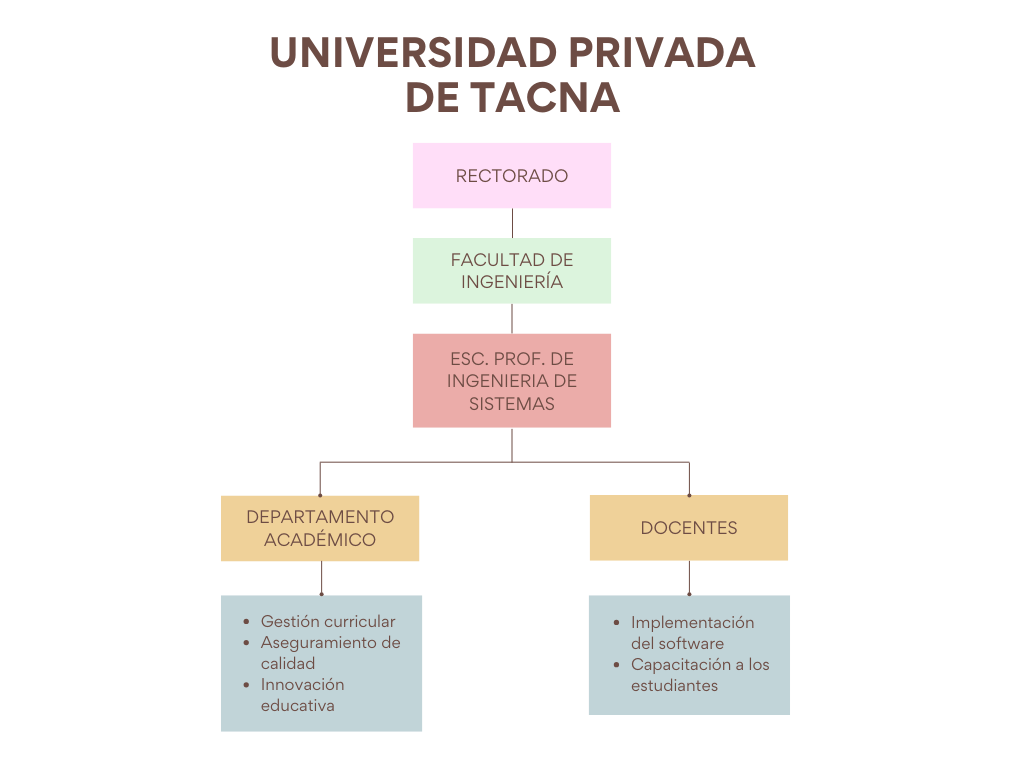 UNIVERSIDAD PRIVADA
DE TACNA
RECTORADO
FACULTAD DE
INGENIERÍA
ESC. PROF. DE
INGENIERIA DE
SISTEMAS
DEPARTAMENTO
ACADÉMICO
DOCENTES
• Gestión curricular
• Aseguramiento de
calidad
• Innovación
educativa
• Implementación
del software
• Capacitación a los
estudiantes